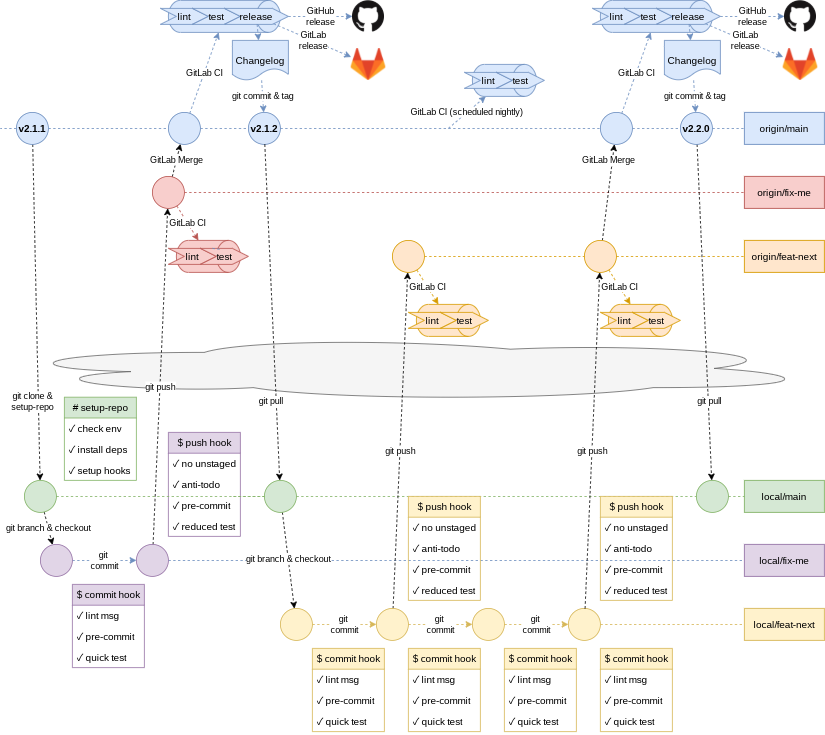 lint
test
release
GitHub
release
GitLab
release
Changelog
GitLab CI
git commit & tag
lint
test
release
GitHub
release
GitLab
release
Changelog
GitLab CI
git commit & tag
lint
test
GitLab CI (scheduled nightly)
v2.1.1
v2.1.2
v2.2.0
origin/main
GitLab Merge
GitLab Merge
origin/fix-me
GitLab CI
lint
test
origin/feat-next
GitLab CI
lint
test
GitLab CI
lint
test
git clone &
setup-repo
git push
git pull
git push
git push
git pull
# setup-repo
✓ check env
✓ install deps
✓ setup hooks
$ push hook
✓ no unstaged
✓ anti-todo
✓ pre-commit
✓ reduced test
$ push hook
✓ no unstaged
✓ anti-todo
✓ pre-commit
✓ reduced test
$ push hook
✓ no unstaged
✓ anti-todo
✓ pre-commit
✓ reduced test
local/main
git branch & checkout
git
commit
git branch & checkout
local/fix-me
$ commit hook
✓ lint msg
✓ pre-commit
✓ quick test
git
commit
git
commit
git
commit
local/feat-next
$ commit hook
✓ lint msg
✓ pre-commit
✓ quick test
$ commit hook
✓ lint msg
✓ pre-commit
✓ quick test
$ commit hook
✓ lint msg
✓ pre-commit
✓ quick test
$ commit hook
✓ lint msg
✓ pre-commit
✓ quick test